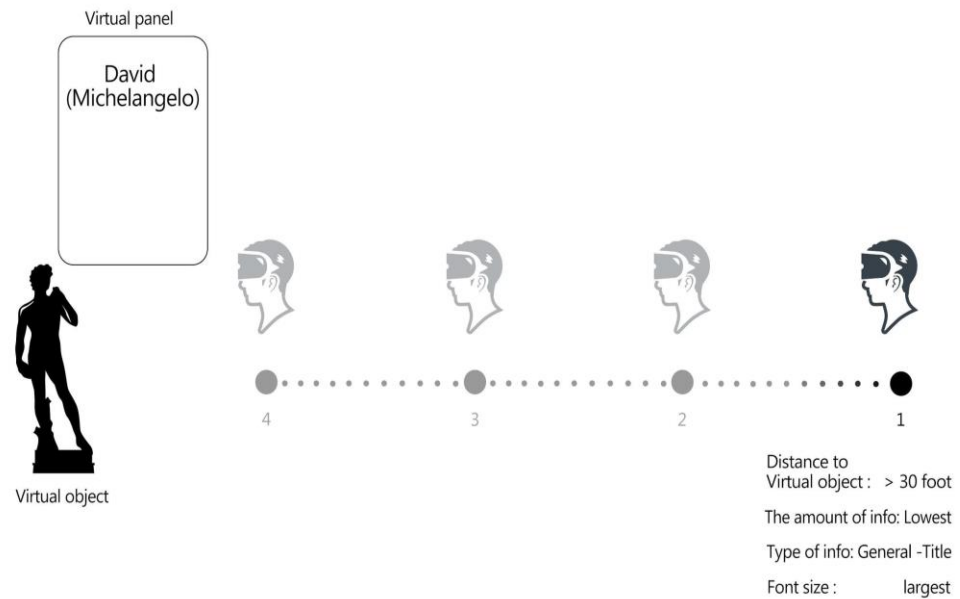 Virtual panel
David
(Michelangelo)
4
3
2
1
Virtual object
Distance to
Virtual object : > 30 foot
The amount of info: Lowest
Type of info: General -Title
Font size : largest